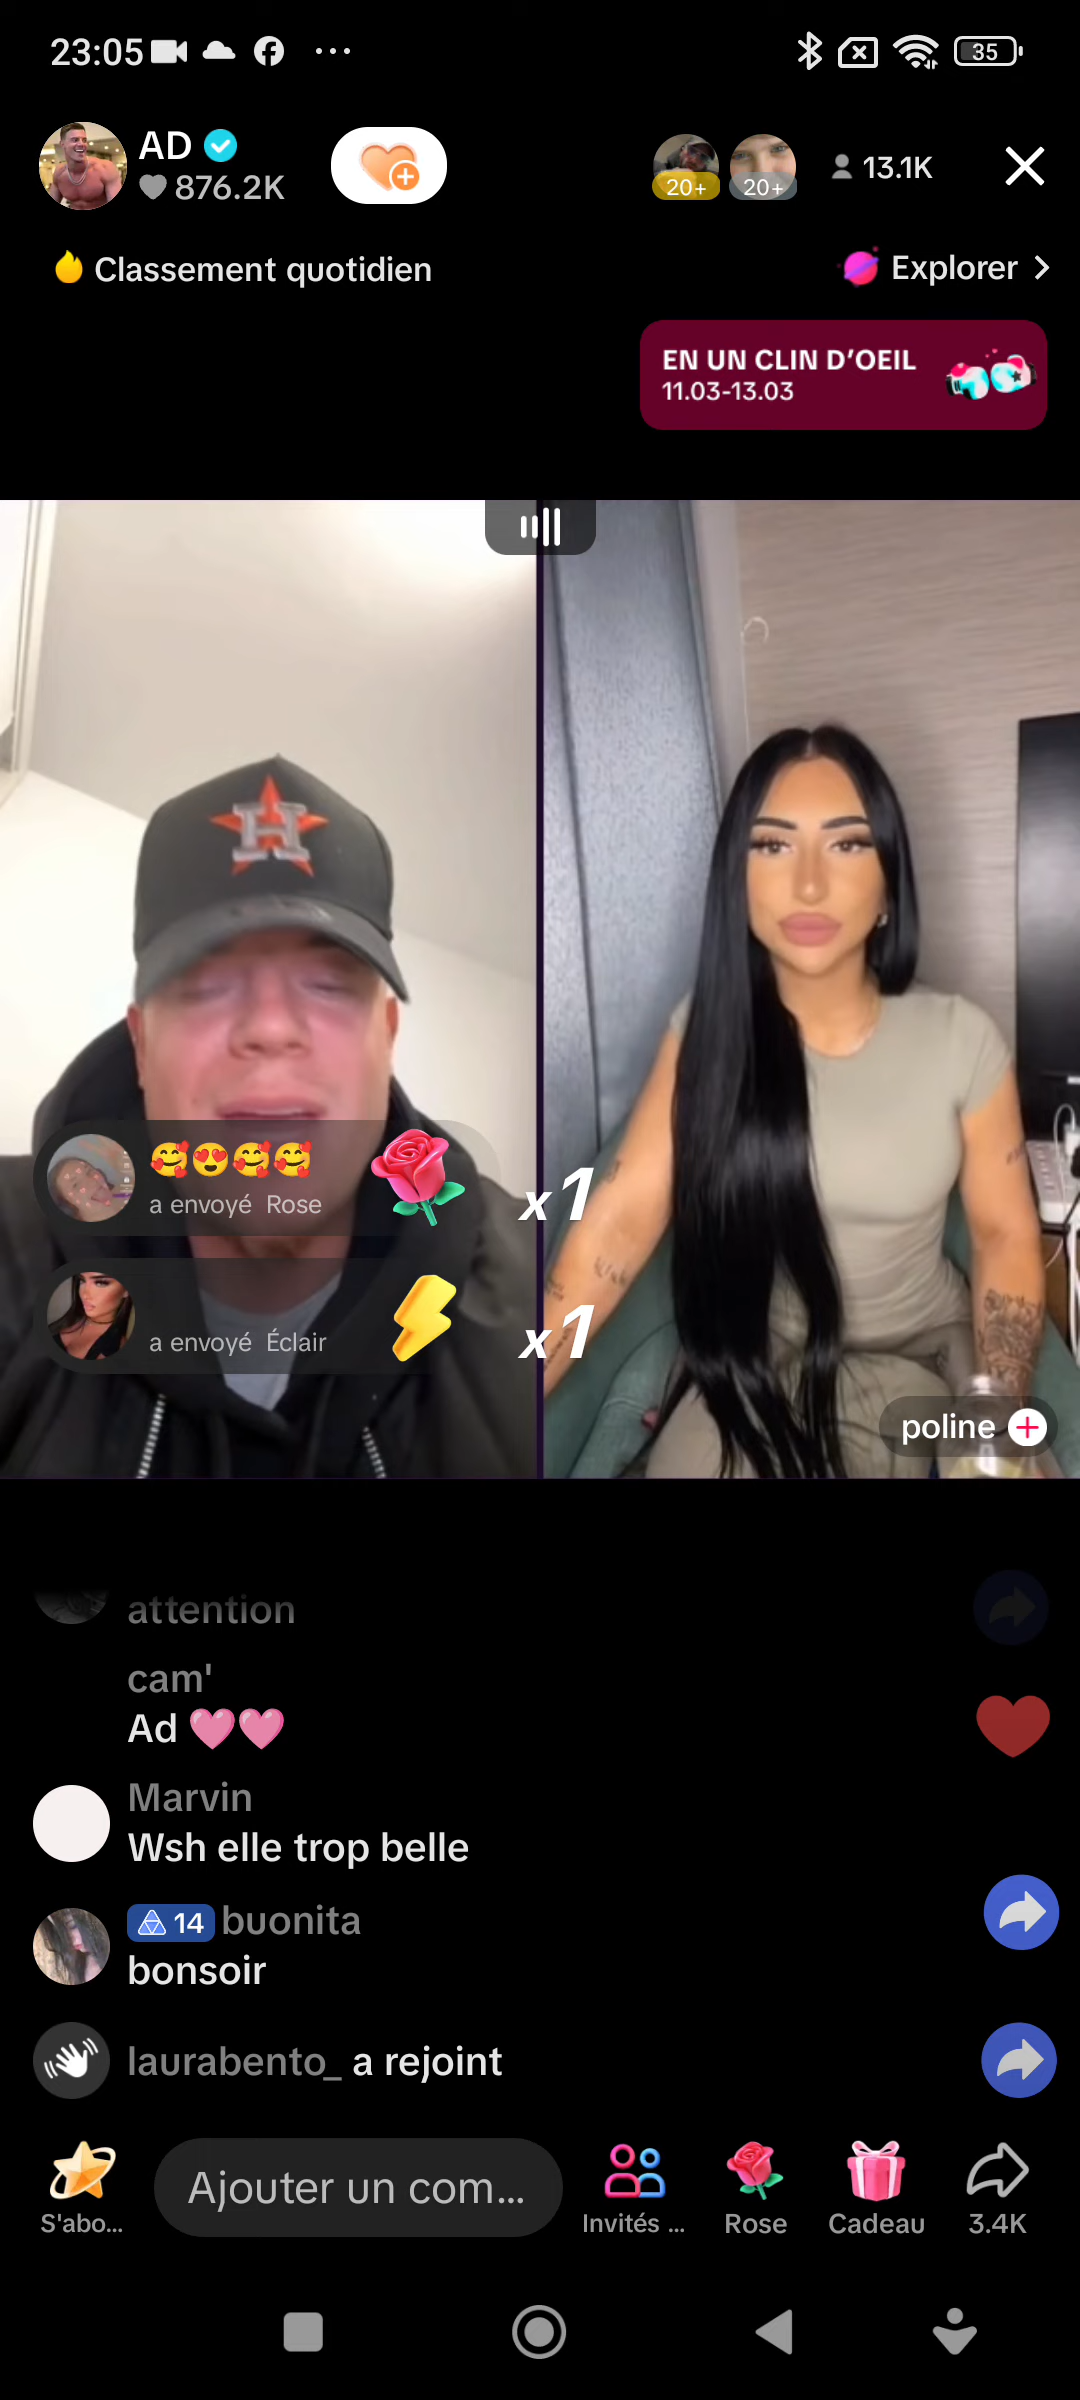 23:05
35
AD
876.2K
20+
20+
13.1K
Classement quotidien
Explorer
EN UN CLIN D'OEIL
11.03-13.03
H
a envoyé Rose
x1
a envoyé Éclair
x1
poline
attention
cam'
Ad
Marvin
Wsh elle trop belle
14 buonita
bonsoir
laurabento_ a rejoint
S'abo...
Ajouter un com...
Invités ...
Rose
Cadeau
3.4K